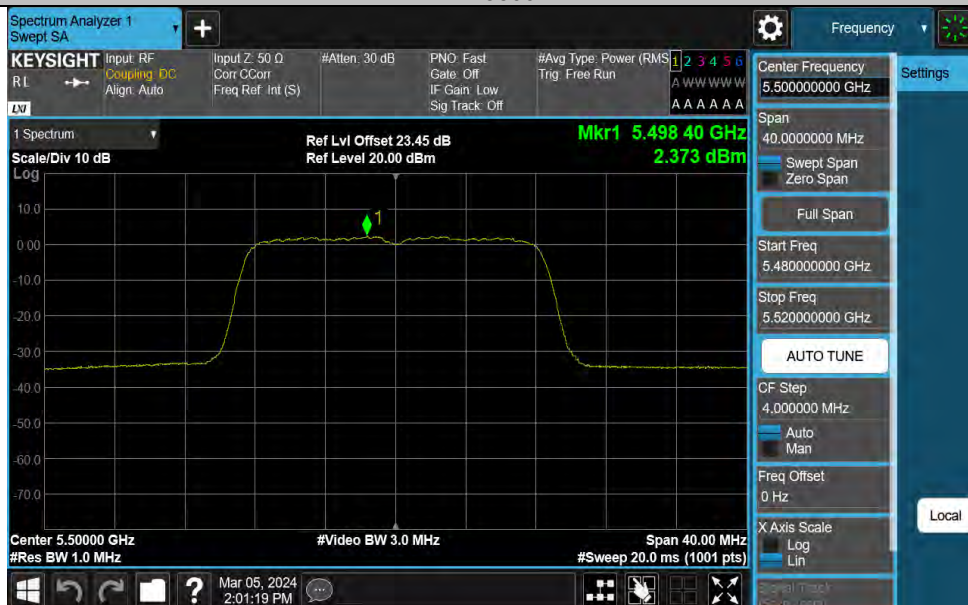 Spectrum Analyzer 1
Swept SA
+
Frequency
KEYSIGHT
RL
LXI
Input: RF
Coupling: DC
Align: Auto
Input Z: 50 Ω
Corr CCorr
Freq Ref: Int (S)
#Atten: 30 dB
PNO: Fast
Gate: Off
IF Gain: Low
Sig Track: Off
#Avg Type: Power (RMS
Trig: Free Run
1 2 3 4 5 6
A W W W W W
A A A A A A
Center Frequency
5.500000000 GHz
Settings
Span
40.0000000 MHz
Swept Span
Zero Span
Full Span
Start Freq
5.480000000 GHz
Stop Freq
5.520000000 GHz
AUTO TUNE
CF Step
4.000000 MHz
Auto
Man
Freq Offset
0 Hz
X Axis Scale
Log
Lin
Signal Track
Local
1 Spectrum
Scale/Div 10 dB
Log
Ref Lvl Offset 23.45 dB
Ref Level 20.00 dBm
Mkr1 5.498 40 GHz
2.373 dBm
1
10.0
0.00
-10.0
-20.0
-30.0
-40.0
-50.0
-60.0
-70.0
Center 5.50000 GHz
#Res BW 1.0 MHz
#Video BW 3.0 MHz
Span 40.00 MHz
#Sweep 20.0 ms (1001 pts)
?
Mar 05, 2024
2:01:19 PM